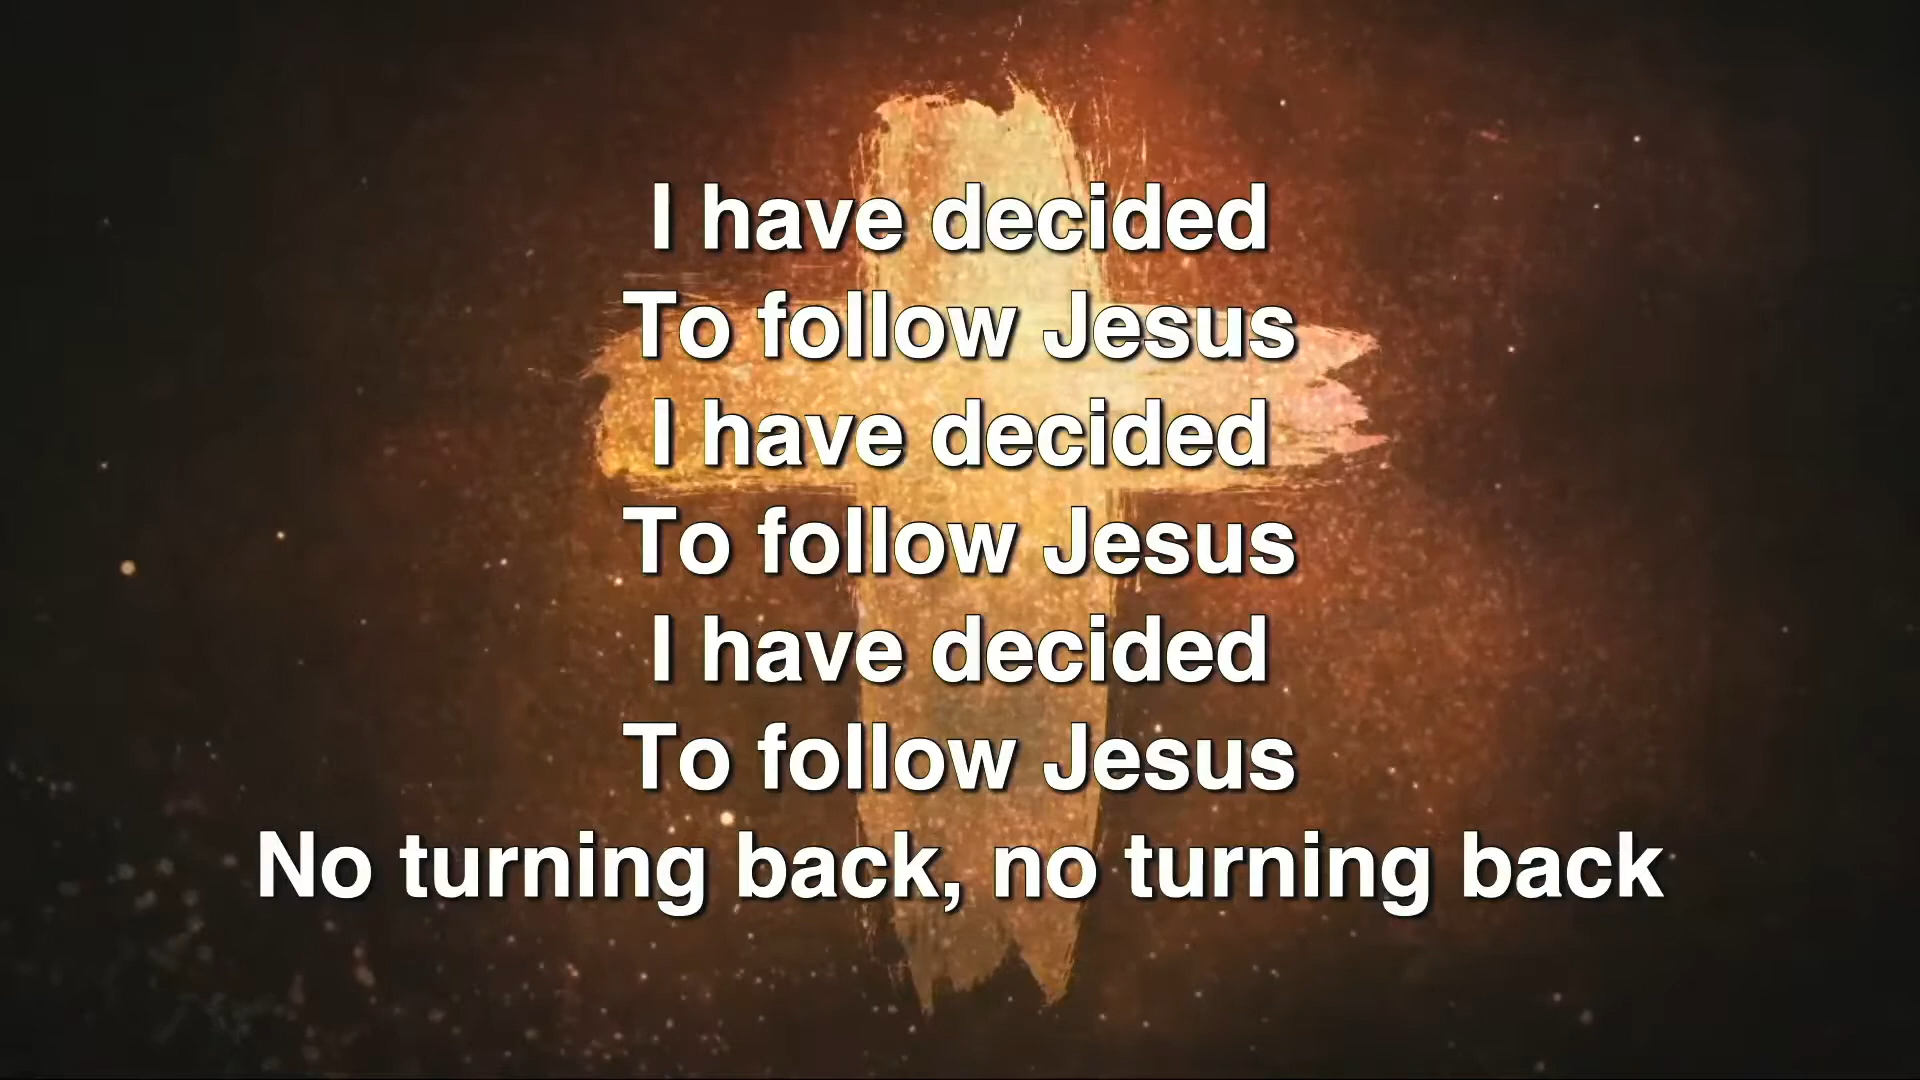 I have decided
To follow Jesus
I have decided
To follow Jesus
I have decided
To follow Jesus
No turning back, no turning back